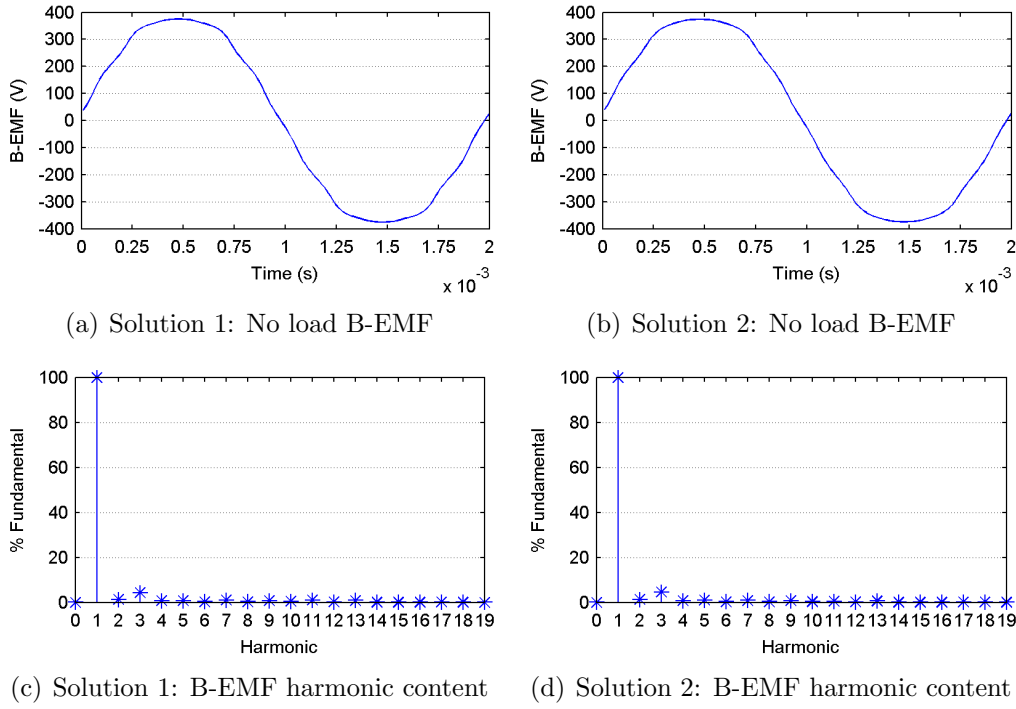 400
300
200
100
0
-100
-200
-300
-400
B-EMF (V)
0 0.25 0.5 0.75 1 1.25 1.5 1.75 2
Time (s)
x 10⁻³
(a) Solution 1: No load B-EMF
400
300
200
100
0
-100
-200
-300
-400
B-EMF (V)
0 0.25 0.5 0.75 1 1.25 1.5 1.75 2
Time (s)
x 10⁻³
(b) Solution 2: No load B-EMF
100
80
60
40
20
0
% Fundamental
0 1 2 3 4 5 6 7 8 9 10 11 12 13 14 15 16 17 18 19
Harmonic
(c) Solution 1: B-EMF harmonic content
100
80
60
40
20
0
% Fundamental
0 1 2 3 4 5 6 7 8 9 10 11 12 13 14 15 16 17 18 19
Harmonic
(d) Solution 2: B-EMF harmonic content